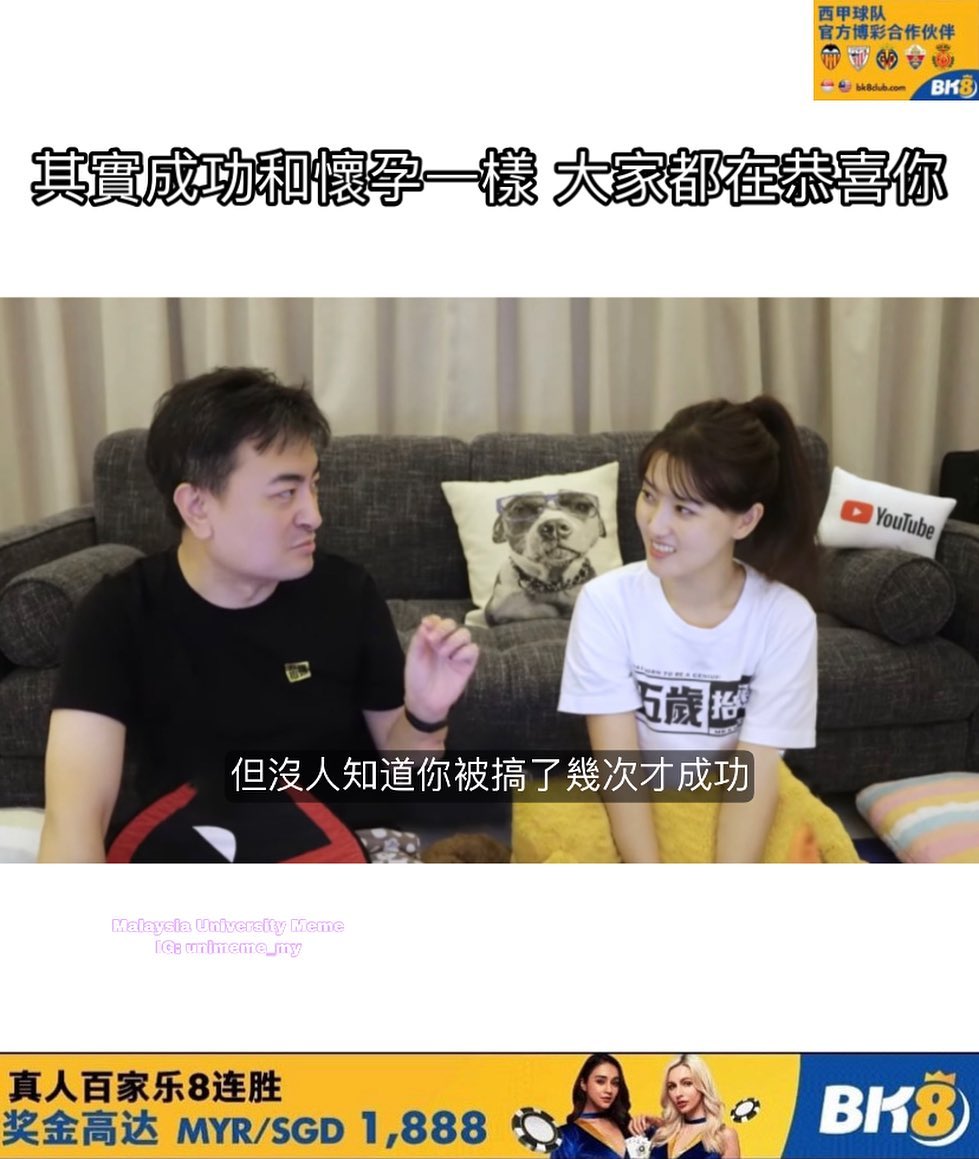 西甲球队
官方博彩合作伙伴
bk8club.com
BK8
其實成功和懷孕一樣 大家都在恭喜你
YouTube
五歲抬
但沒人知道你被搞了幾次才成功
Malaysia University Meme
IG: unimeme_my
真人百家乐8连胜
奖金高达 MYR/SGD 1,888
BK8